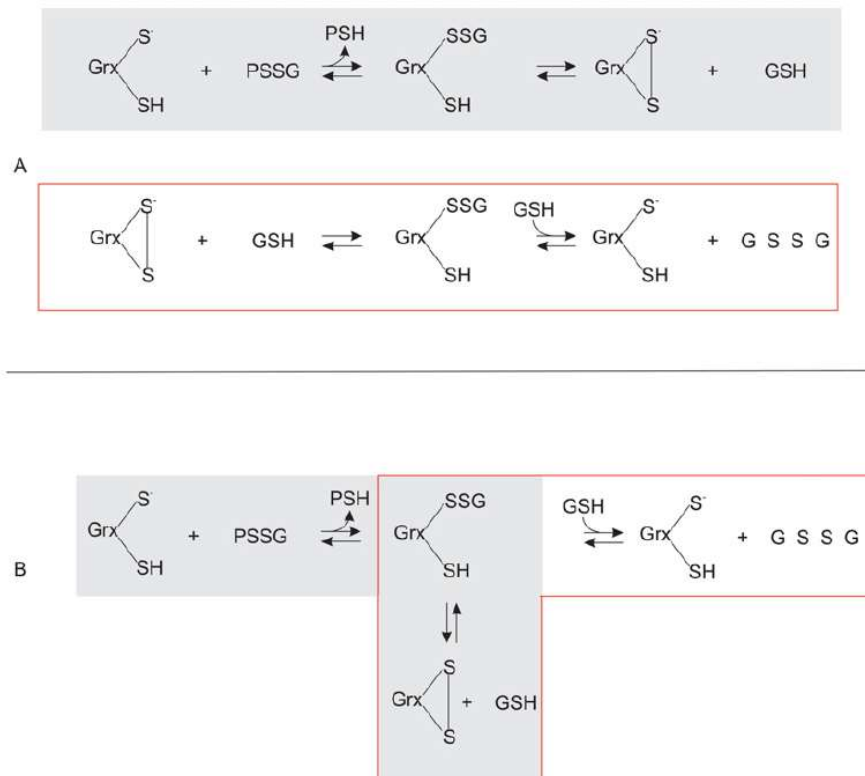 S- PSH SSG S-
Grx + PSSG Grx Grx + GSH
SH SH S
A
S- SSG GSH S-
Grx + GSH Grx Grx + G S S G
S SH SH
S- PSH SSG GSH S-
Grx + PSSG Grx Grx + G S S G
SH SH SH
B
S
Grx + GSH
S